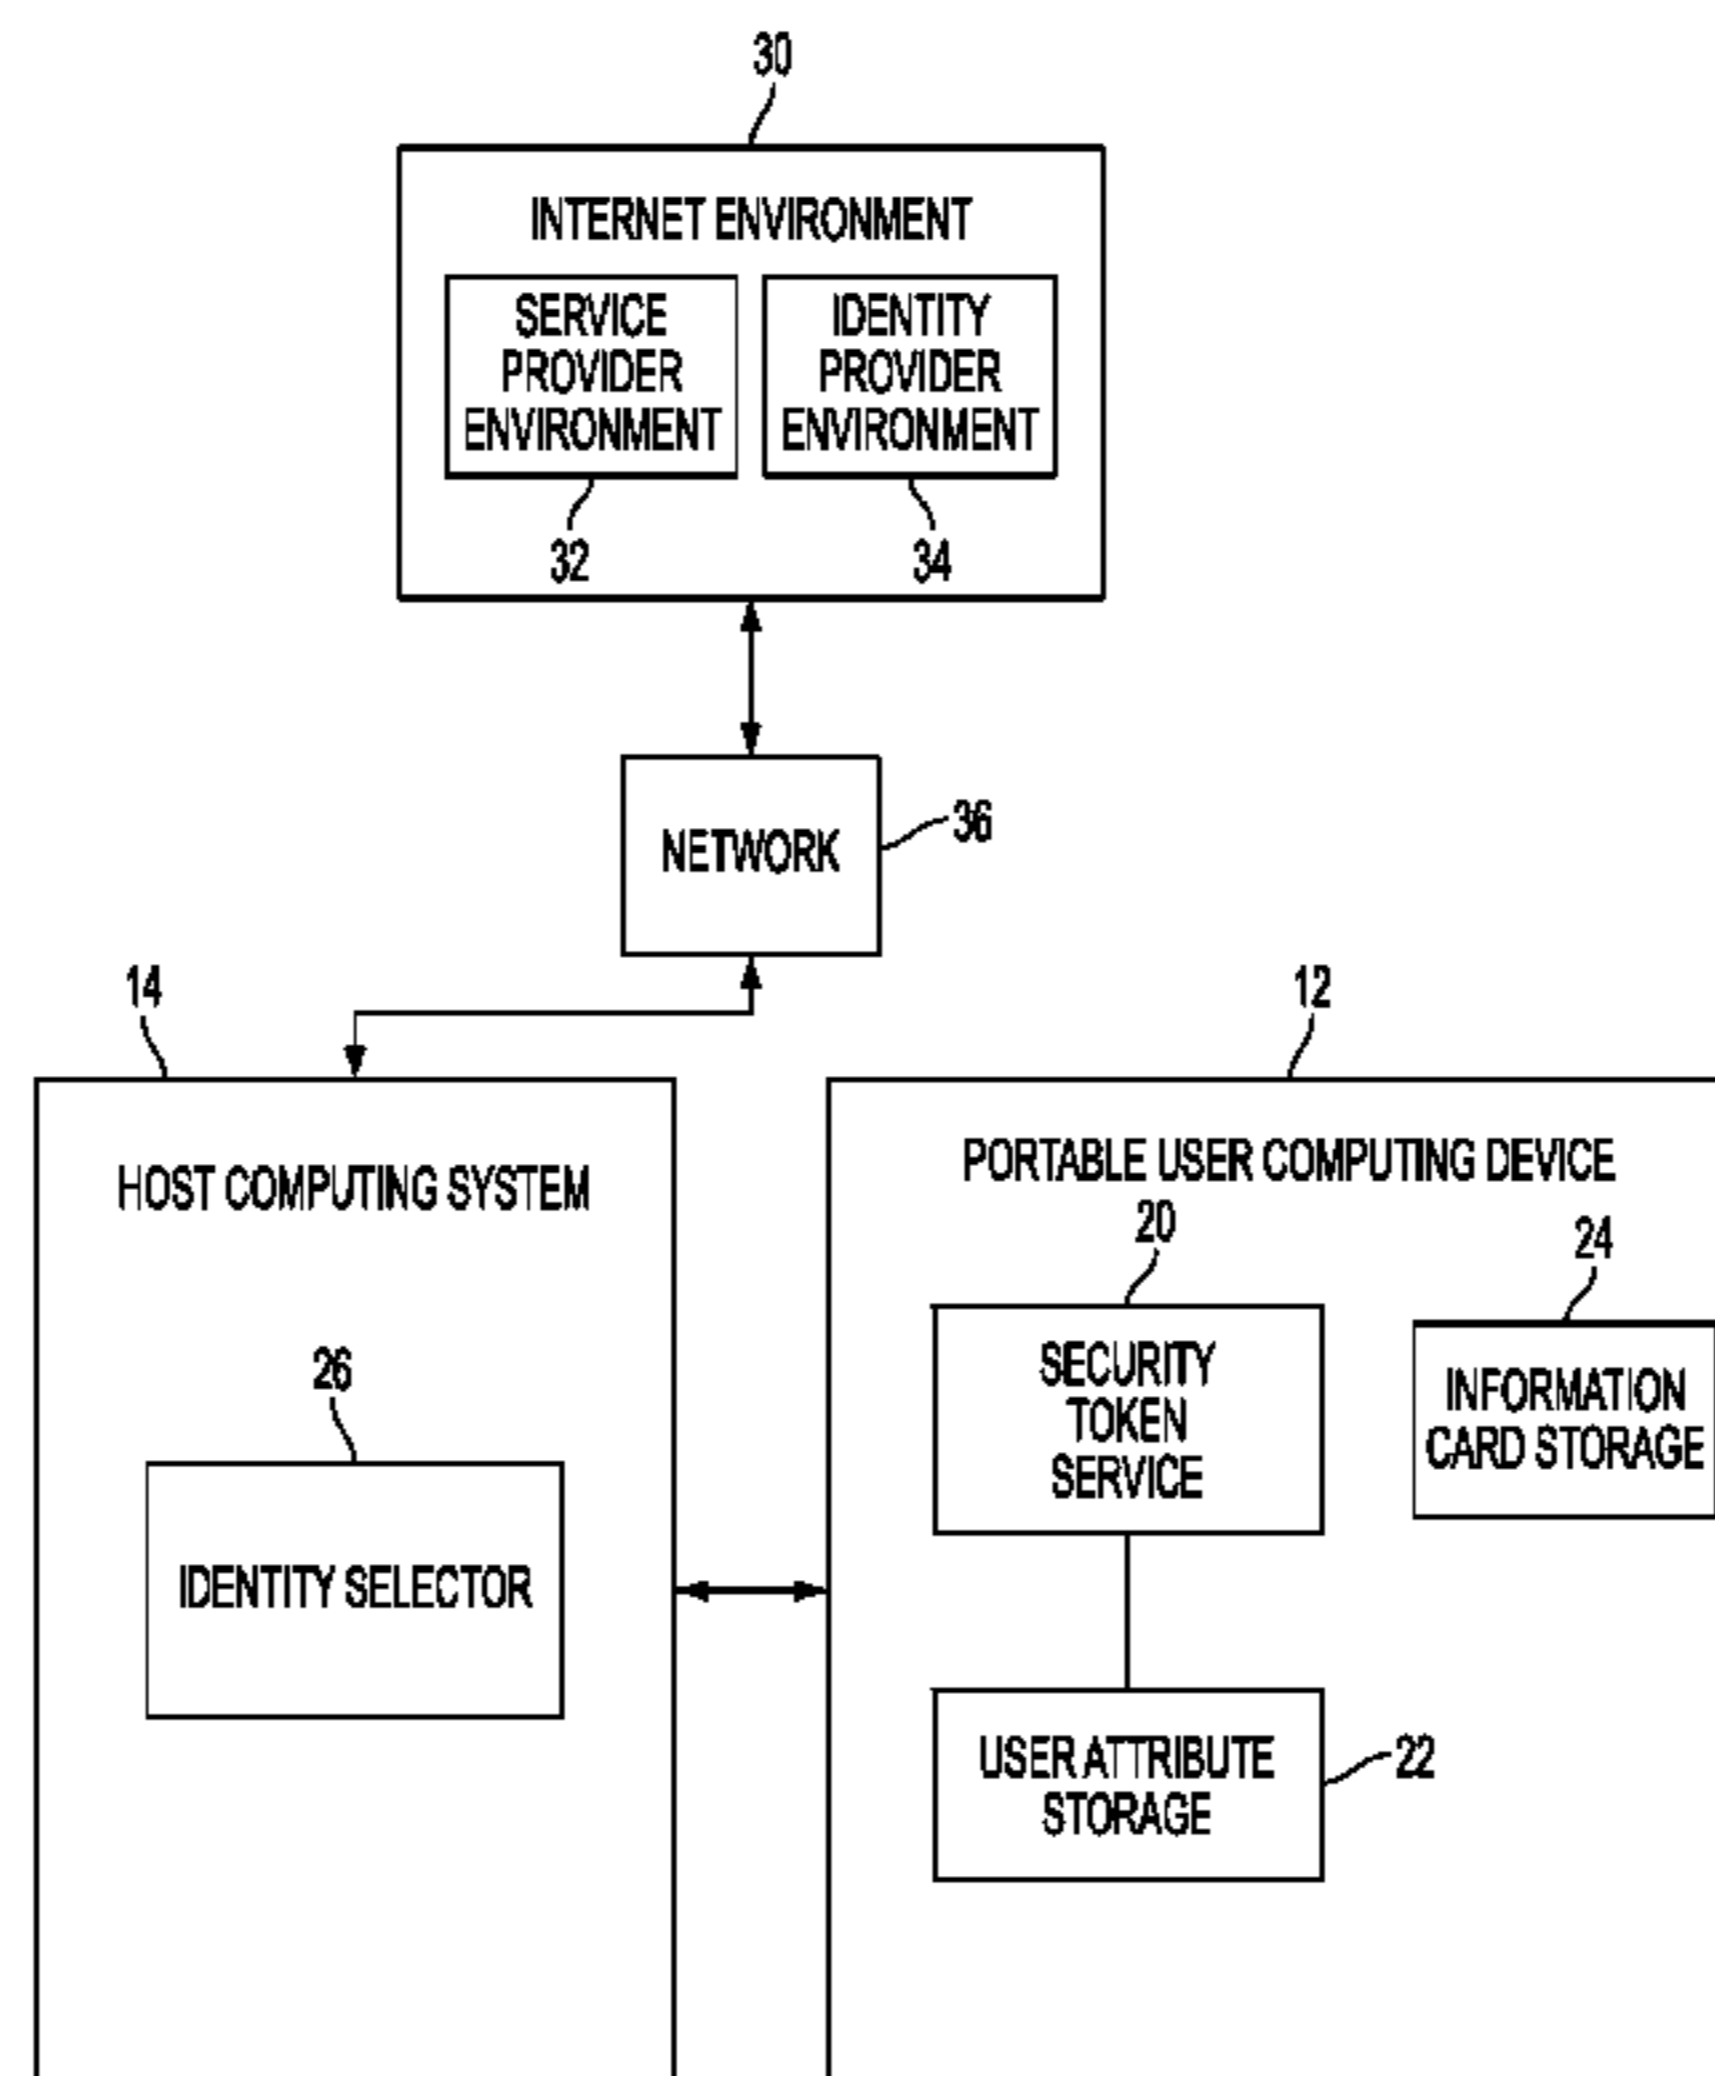 30
INTERNET ENVIRONMENT
SERVICE
PROVIDER
ENVIRONMENT
IDENTITY
PROVIDER
ENVIRONMENT
32
34
NETWORK
36
14
12
HOST COMPUTING SYSTEM
PORTABLE USER COMPUTING DEVICE
20
24
SECURITY
TOKEN
SERVICE
INFORMATION
CARD STORAGE
26
IDENTITY SELECTOR
USER ATTRIBUTE
STORAGE
22